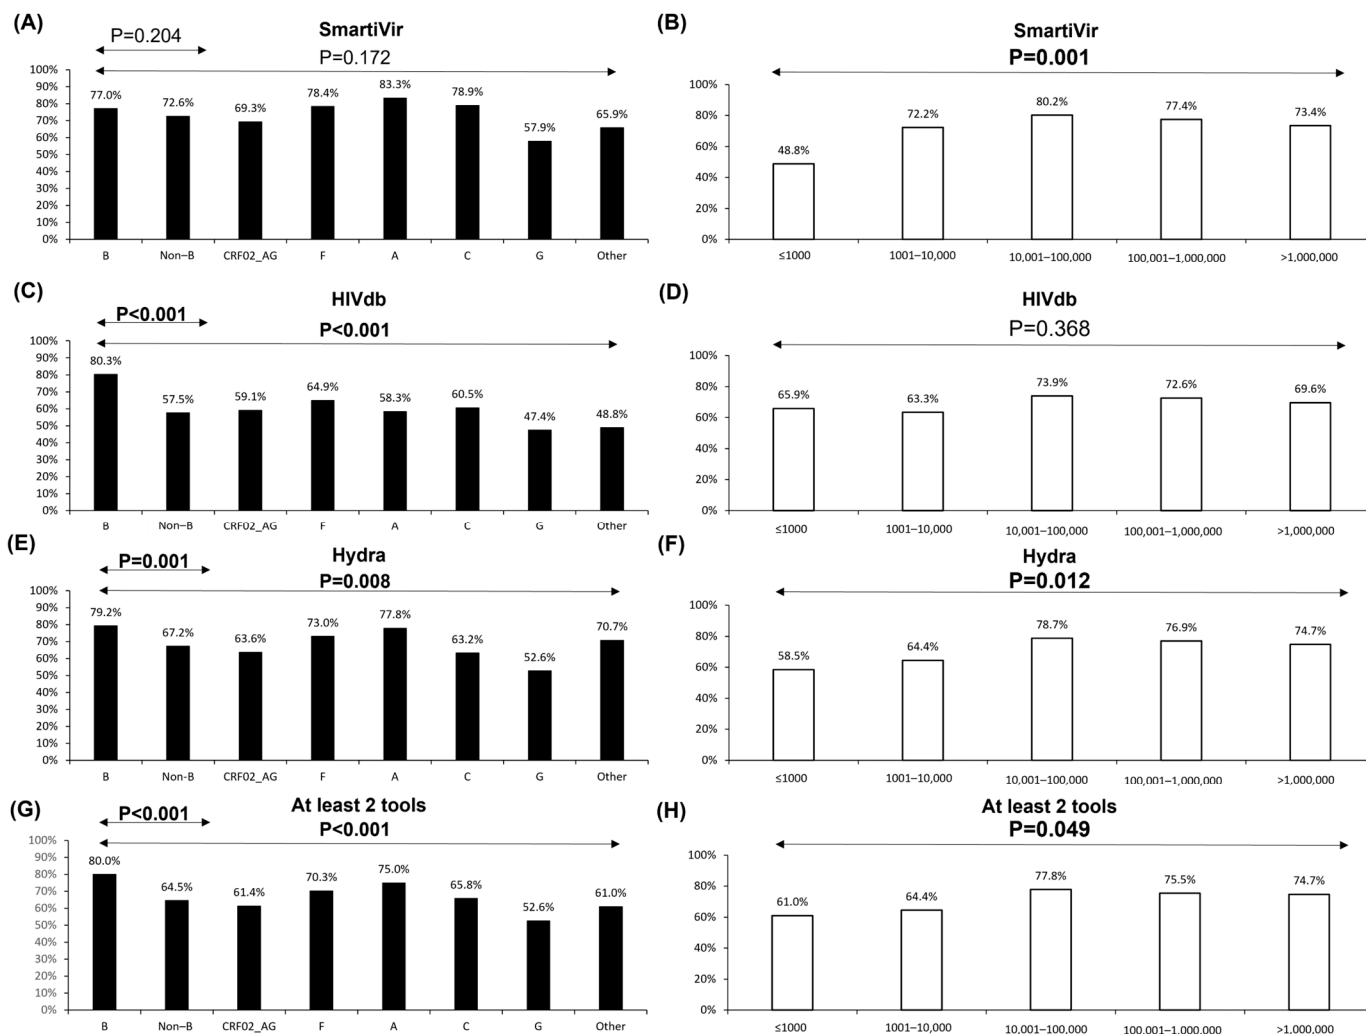 (A)
SmartiVir
P=0.204
P=0.172
100%
90%
80%
70%
60%
50%
40%
30%
20%
10%
0%
77.0% 72.6% 69.3% 78.4% 83.3% 78.9% 57.9% 65.9%
B Non–B CRF02_AG F A C G Other
(B)
SmartiVir
P=0.001
100%
80%
60%
40%
20%
0%
48.8% 72.2% 80.2% 77.4% 73.4%
≤1000 1001–10,000 10,001–100,000 100,001–1,000,000 >1,000,000
(C)
HIVdb
P<0.001
P<0.001
100%
90%
80%
70%
60%
50%
40%
30%
20%
10%
0%
80.3% 57.5% 59.1% 64.9% 58.3% 60.5% 47.4% 48.8%
B Non–B CRF02_AG F A C G Other
(D)
HIVdb
P=0.368
100%
80%
60%
40%
20%
0%
65.9% 63.3% 73.9% 72.6% 69.6%
≤1000 1001–10,000 10,001–100,000 100,001–1,000,000 >1,000,000
(E)
Hydra
P=0.001
P=0.008
100%
90%
80%
70%
60%
50%
40%
30%
20%
10%
0%
79.2% 67.2% 63.6% 73.0% 77.8% 63.2% 52.6% 70.7%
B Non-B CRF02_AG F A C G Other
(F)
Hydra
P=0.012
100%
80%
60%
40%
20%
0%
58.5% 64.4% 78.7% 76.9% 74.7%
≤1000 1001–10,000 10,001–100,000 100,001–1,000,000 >1,000,000
(G)
At least 2 tools
P<0.001
P<0.001
100%
90%
80%
70%
60%
50%
40%
30%
20%
10%
0%
80.0% 64.5% 61.4% 70.3% 75.0% 65.8% 52.6% 61.0%
B Non–B CRF02_AG F A C G Other
(H)
At least 2 tools
P=0.049
100%
80%
60%
40%
20%
0%
61.0% 64.4% 77.8% 75.5% 74.7%
≤1000 1001–10,000 10,001–100,000 100,001–1,000,000 >1,000,000